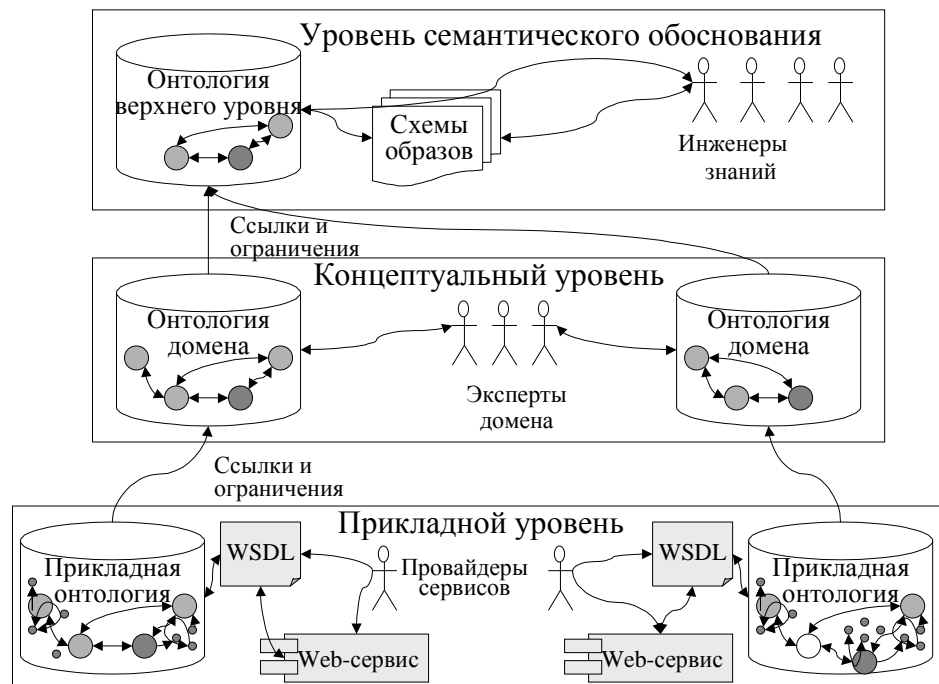 Уровень семантического обоснования
Онтология
верхнего уровня
Схемы
образов
Инженеры
знаний
Ссылки и
ограничения
Концептуальный уровень
Онтология
домена
Эксперты
домена
Онтология
домена
Ссылки и
ограничения
Прикладной уровень
Прикладная
онтология
WSDL
Провайдеры
сервисов
WSDL
Прикладная
онтология
Web-сервис
Web-сервис